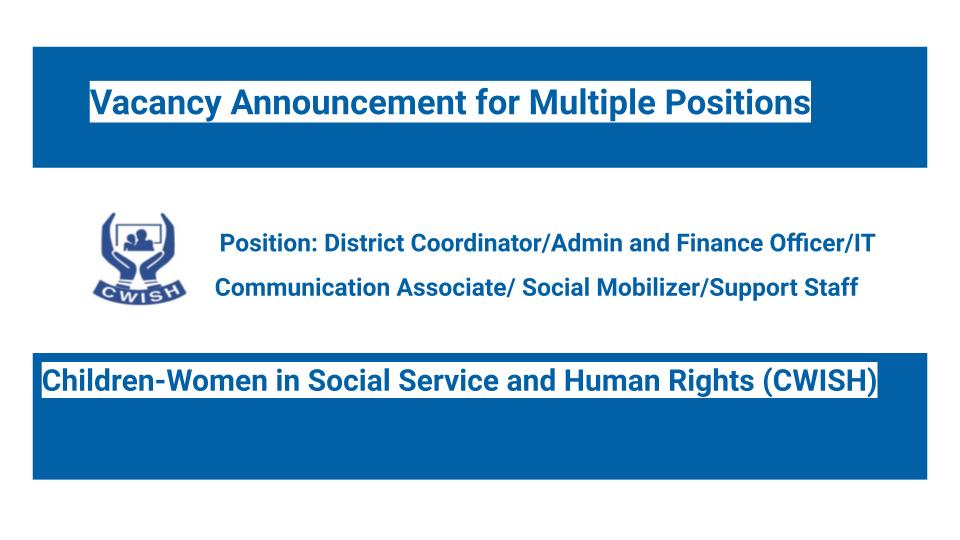 Vacancy Announcement for Multiple Positions
Position: District Coordinator/Admin and Finance Officer/IT
Communication Associate/ Social Mobilizer/Support Staff
CWISH
Children-Women in Social Service and Human Rights (CWISH)